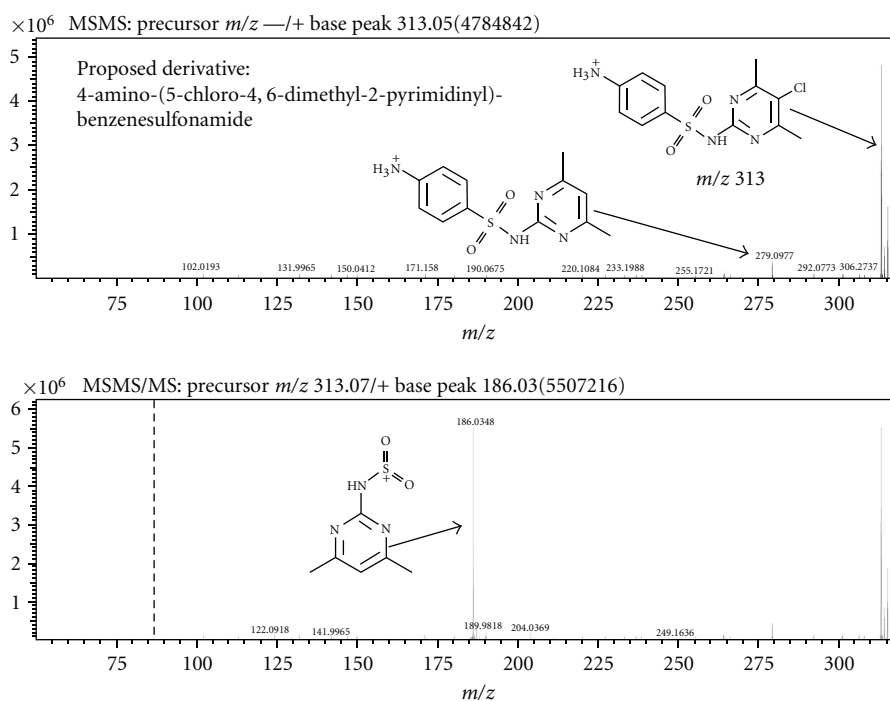 ×10⁶ MSMS: precursor m/z —/+ base peak 313.05(4784842)
Proposed derivative:
4-amino-(5-chloro-4, 6-dimethyl-2-pyrimidinyl)-
benzenesulfonamide
5
4
3
2
1
H₃N
+
S
O
O
NH
N
N
Cl
m/z 313
H₃N
+
S
O
O
NH
N
N
102.0193 131.9965 150.0412 171.158 190.0675 220.1084 233.1988 255.1721 279.0977 292.0773 306.2737
75 100 125 150 175 200 225 250 275 300
m/z
×10⁶ MSMS/MS: precursor m/z 313.07/+ base peak 186.03(5507216)
6
5
4
3
2
1
186.0348
O
S
+
O
HN
N
N
122.0918 141.9965 189.9818 204.0369 249.1636
75 100 125 150 175 200 225 250 275 300
m/z